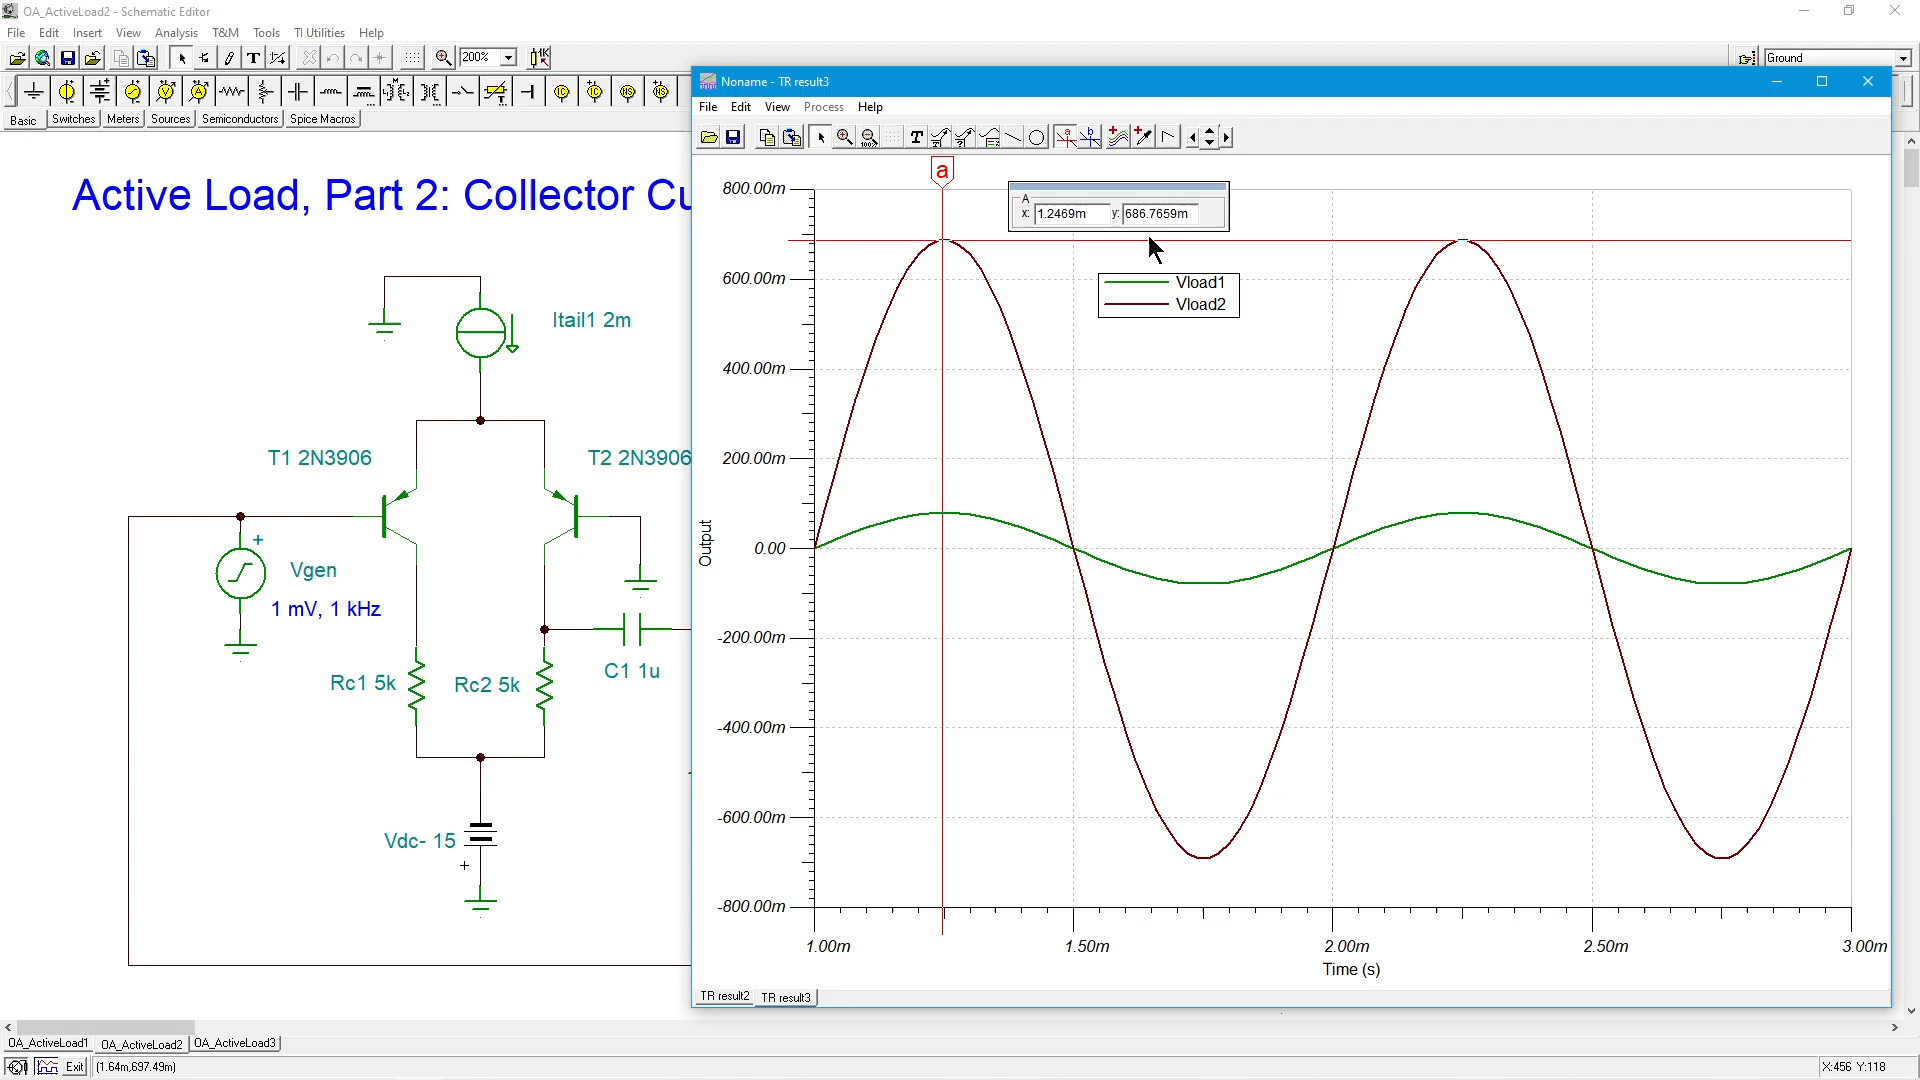 OA_ActiveLoad2 - Schematic Editor
File Edit Insert View Analysis T&M Tools TI Utilities Help
200%
Ground
Basic Switches Meters Sources Semiconductors Spice Macros
Active Load, Part 2: Collector Cu
Itail1 2m
T1 2N3906
T2 2N3906
+
Vgen
1 mV, 1 kHz
Rc1 5k
Rc2 5k
C1 1u
Vdc- 15
+
Noname - TR result3
File Edit View Process Help
a
A
x: 1.2469m y: 686.7659m
Vload1
Vload2
800.00m
600.00m
400.00m
200.00m
0.00
-200.00m
-400.00m
-600.00m
-800.00m
Output
1.00m 1.50m 2.00m 2.50m 3.00m
Time (s)
TR result2 TR result3
OA_ActiveLoad1 OA_ActiveLoad2 OA_ActiveLoad3
Exit (1.64m,697.49m)
X:456 Y:118